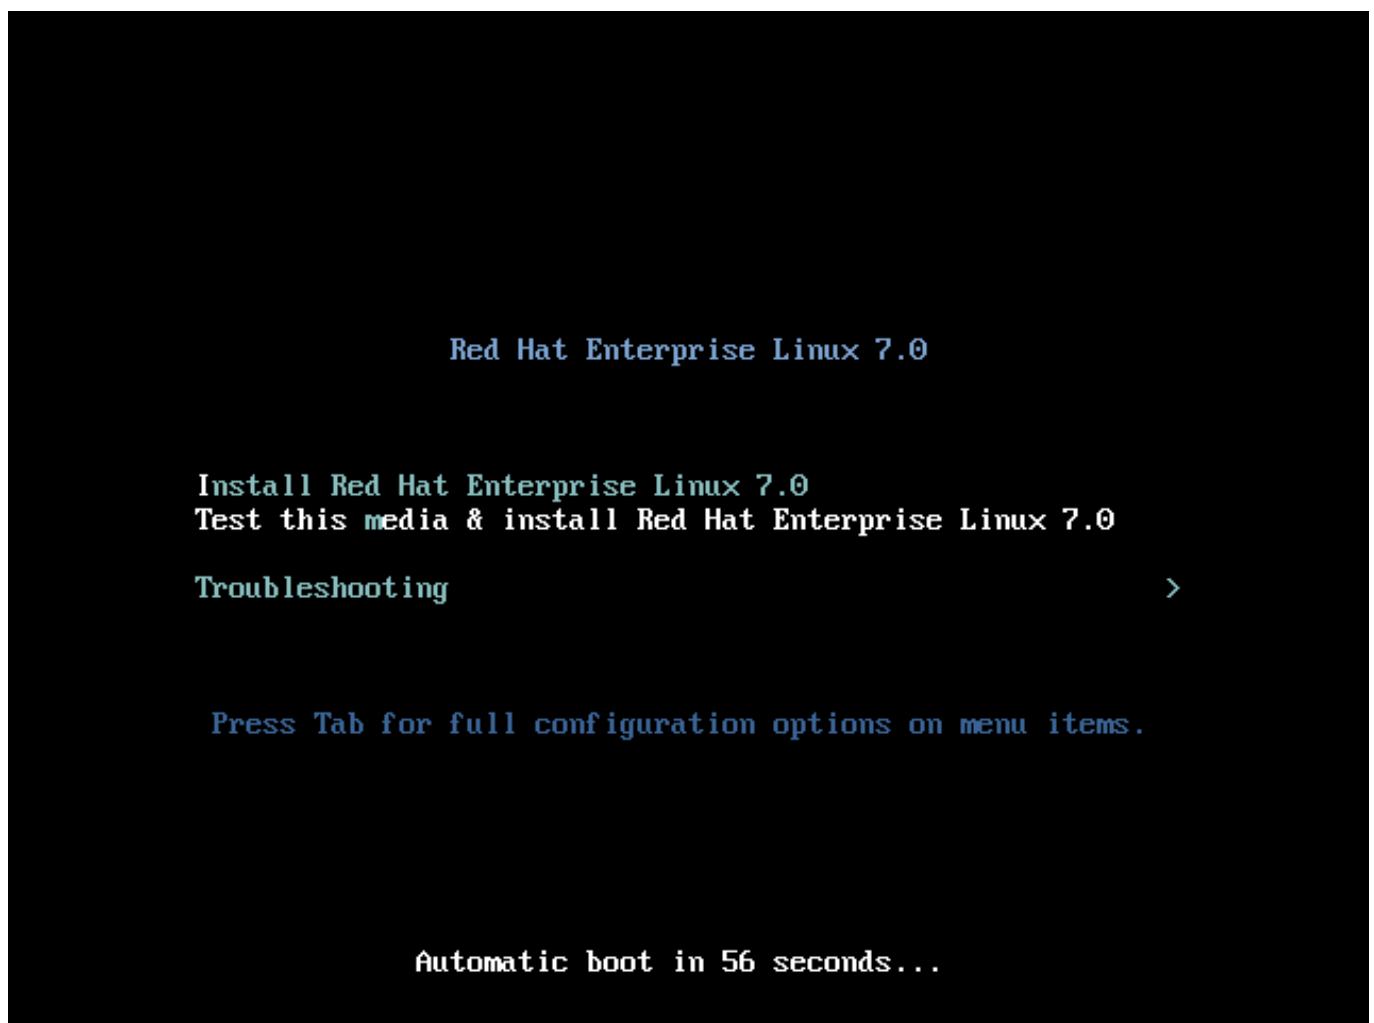 Red Hat Enterprise Linux 7.0
Install Red Hat Enterprise Linux 7.0
Test this media & install Red Hat Enterprise Linux 7.0
Troubleshooting >
Press Tab for full configuration options on menu items.
Automatic boot in 56 seconds...